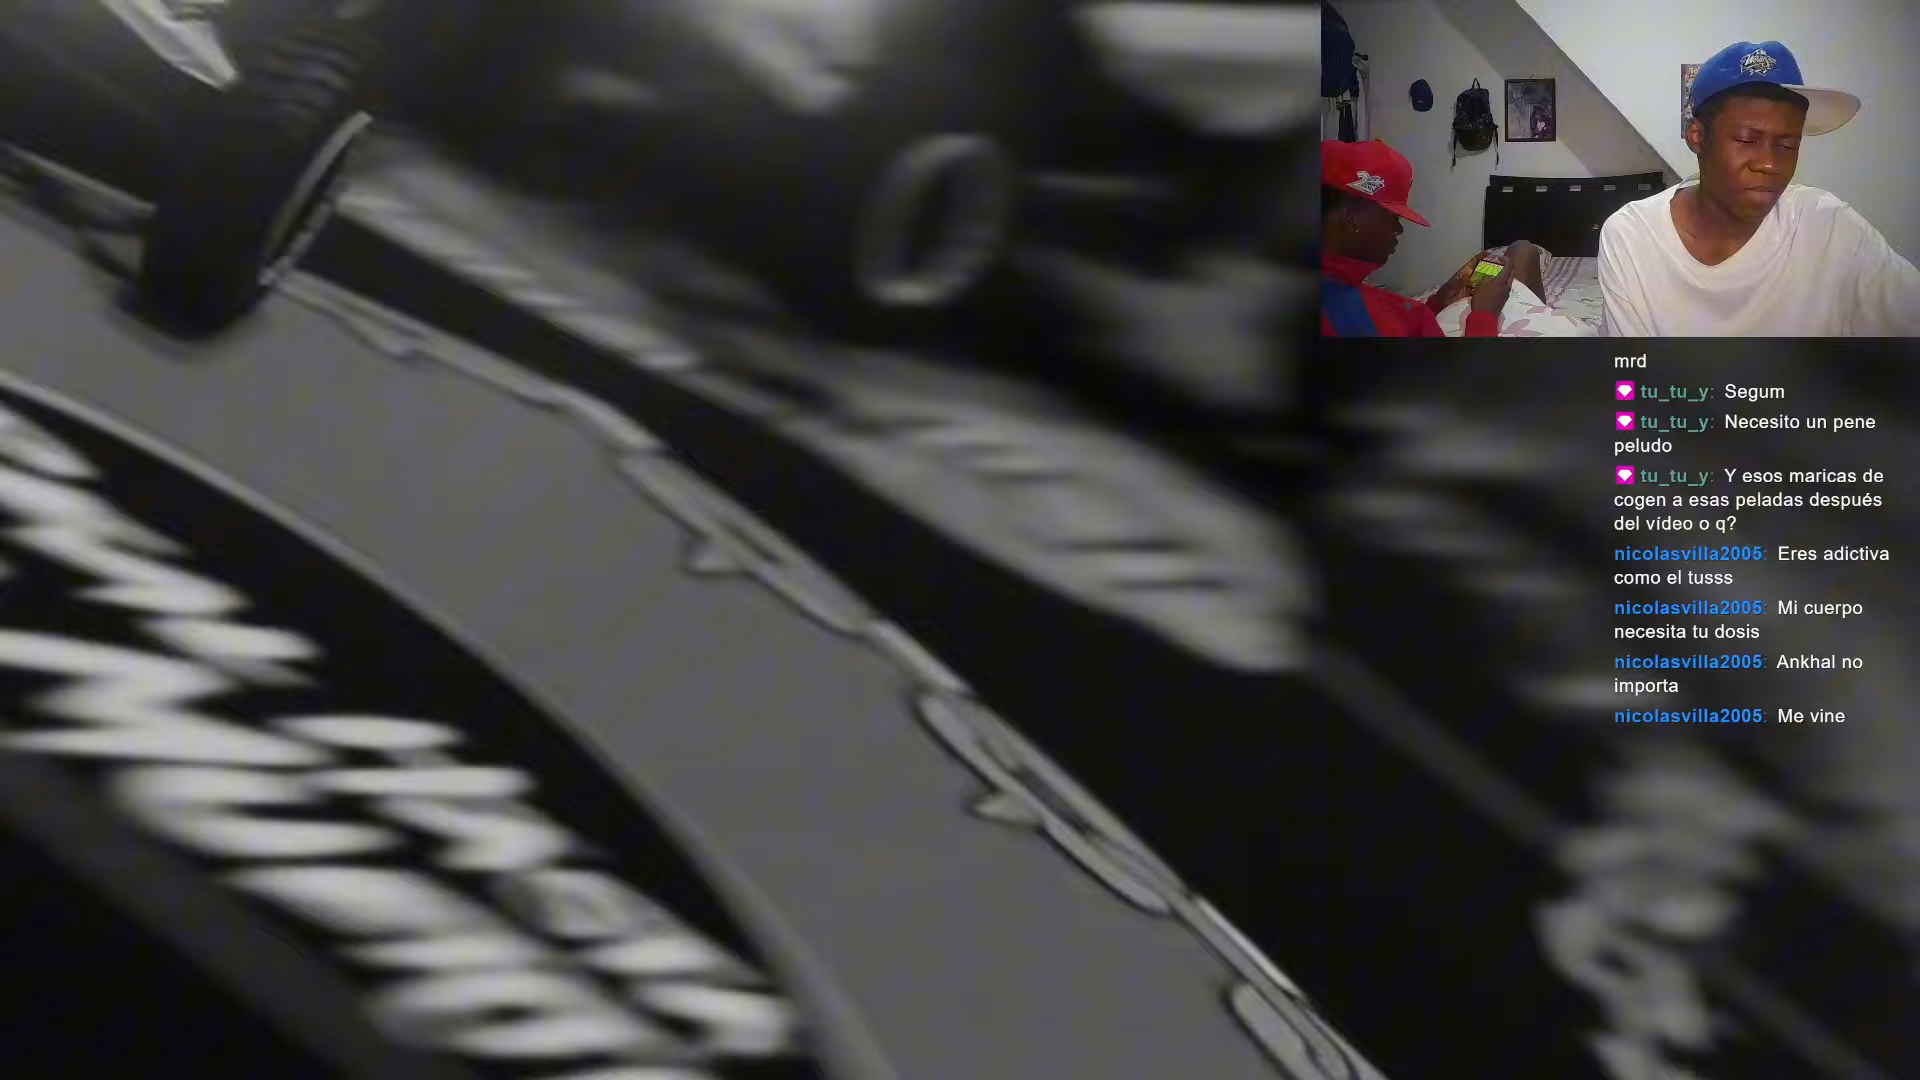 mrd
tu_tu_y: Segum
tu_tu_y: Necesito un pene
peludo
tu_tu_y: Y esos maricas de
cogen a esas peladas después
del vídeo o q?
nicolasvilla2005: Eres adictiva
como el tusss
nicolasvilla2005: Mi cuerpo
necesita tu dosis
nicolasvilla2005: Ankhal no
importa
nicolasvilla2005: Me vine